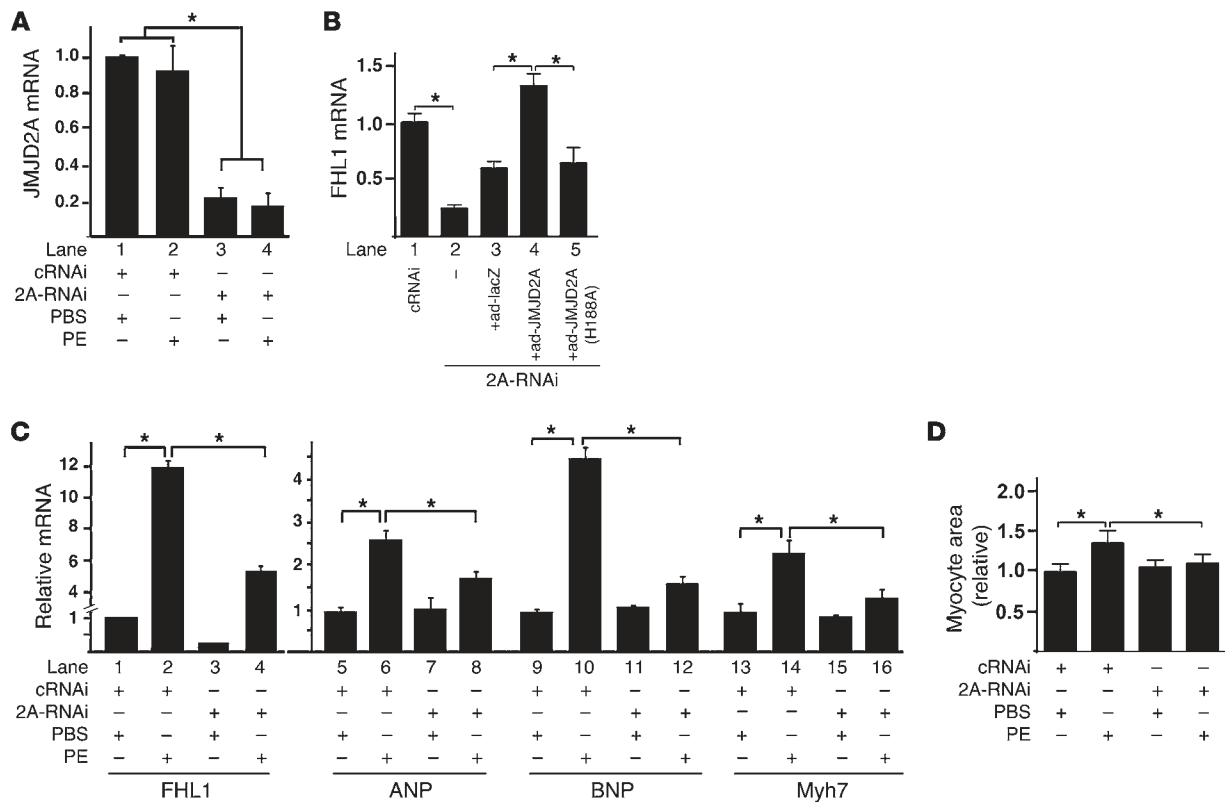 A
*
JMJD2A mRNA
1.0
0.8
0.6
0.4
0.2
Lane 1 2 3 4
cRNAi + + – –
2A-RNAi – – + +
PBS + – + –
PE – + – +
B
* * *
FHL1 mRNA
1.5
1.0
0.5
Lane 1 2 3 4 5
cRNAi
–
+ad-lacZ
+ad-JMJD2A
+ad-JMJD2A
(H188A)
2A-RNAi
C
* * * * * * * *
Relative mRNA
12
10
8
6
4
1
4
3
2
1
Lane 1 2 3 4 5 6 7 8 9 10 11 12 13 14 15 16
cRNAi + + – – + + – – + + – – + + – –
2A-RNAi – – + + – – + + – – + + – – + +
PBS + – + – + – + – + – + – + – + –
PE – + – + – + – + – + – + – + – +
FHL1 ANP BNP Myh7
D
* *
Myocyte area
(relative)
2.0
1.5
1.0
0.5
cRNAi + + – –
2A-RNAi – – + +
PBS + – + –
PE – + – +